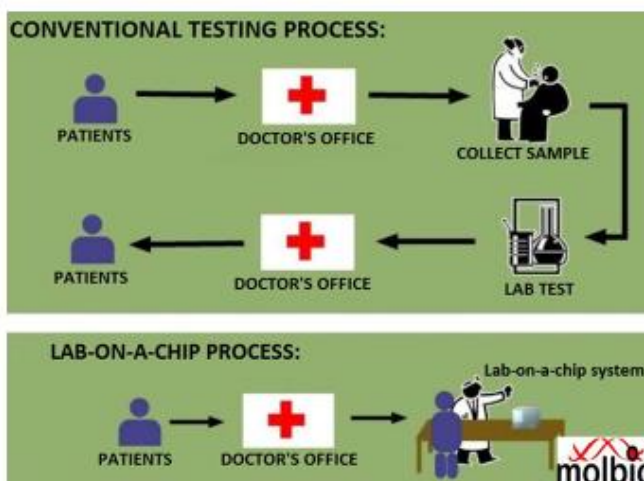 CONVENTIONAL TESTING PROCESS:
PATIENTS
DOCTOR'S OFFICE
COLLECT SAMPLE
PATIENTS
DOCTOR'S OFFICE
LAB TEST
LAB-ON-A-CHIP PROCESS:
Lab-on-a-chip system
PATIENTS
DOCTOR'S OFFICE
molbio